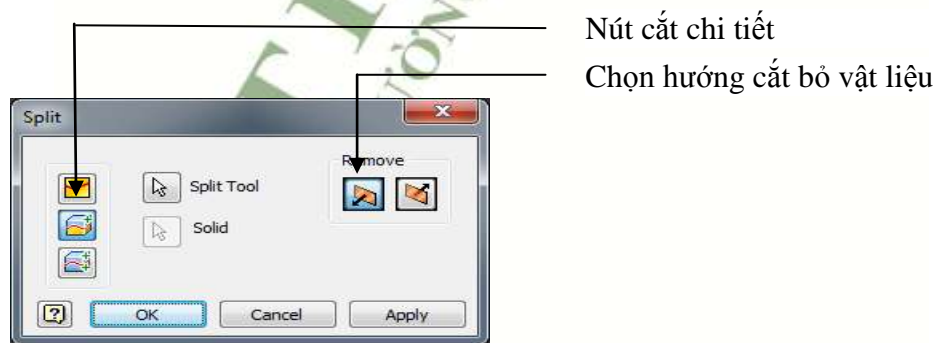 Nút cắt chi tiết
Chọn hướng cắt bỏ vật liệu
Split
Remove
Split Tool
Solid
OK
Cancel
Apply